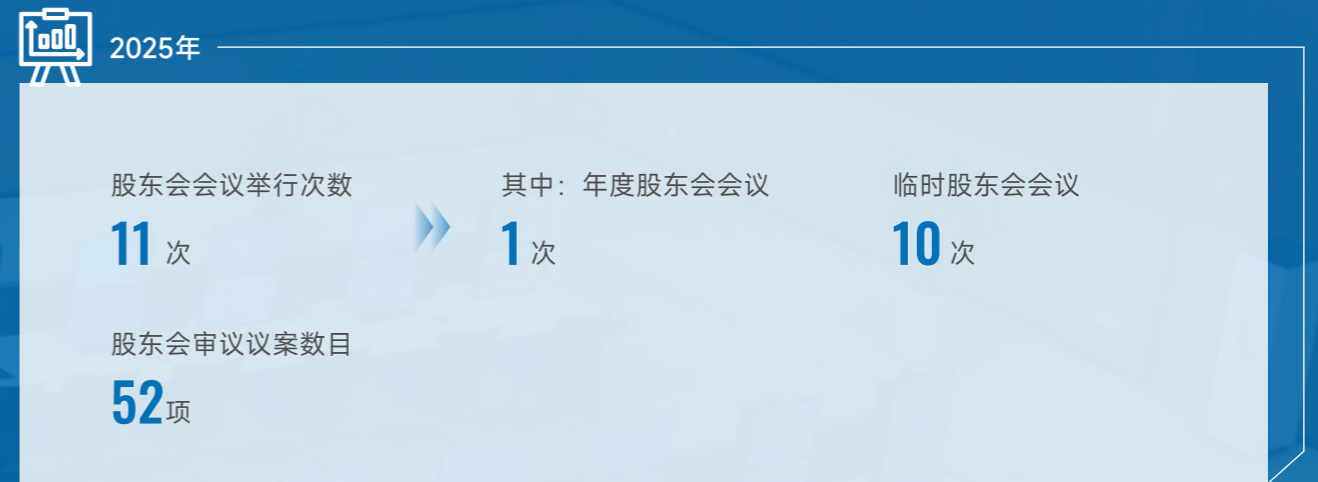 2025年
股东会会议举行次数 其中：年度股东会会议 临时股东会会议
11 次 1 次 10 次
股东会审议议案数目
52项